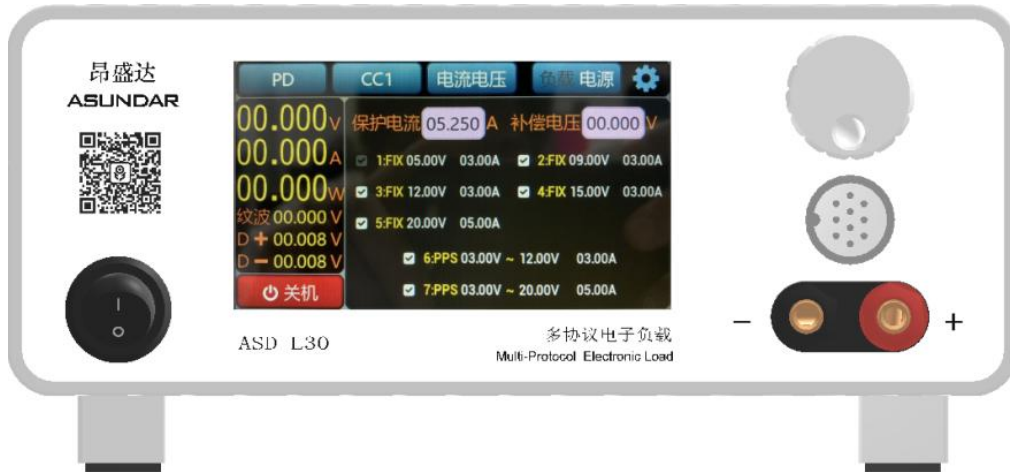 昂盛达
ASUNDAR
PD CC1 电流电压 负载 电源
00.000V
00.000A
00.000W
纹波 00.000 V
D + 00.008 V
D − 00.008 V
关机
保护电流 05.250 A 补偿电压 00.000 V
1:FIX 05.00V 03.00A 2:FIX 09.00V 03.00A
3:FIX 12.00V 03.00A 4:FIX 15.00V 03.00A
5:FIX 20.00V 05.00A
6:PPS 03.00V ~ 12.00V 03.00A
7:PPS 03.00V ~ 20.00V 05.00A
ASD L30
多协议电子负载
Multi-Protocol Electronic Load
− +